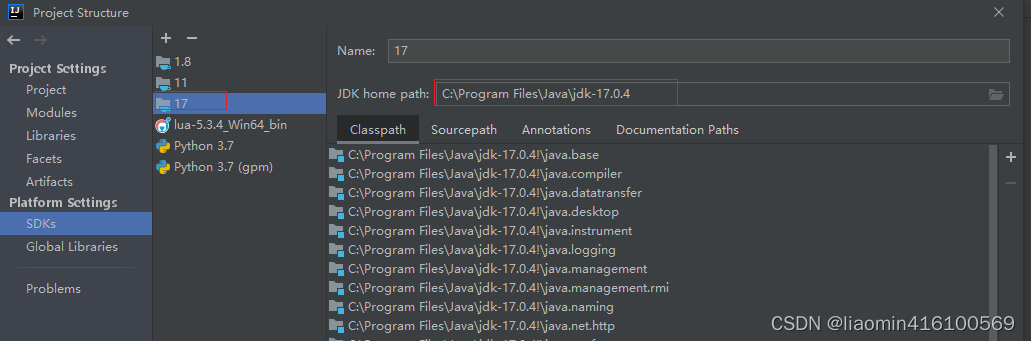 Project Structure
Project Settings
Project
Modules
Libraries
Facets
Artifacts
Platform Settings
SDKs
Global Libraries
Problems
1.8
11
17
lua-5.3.4_Win64_bin
Python 3.7
Python 3.7 (gpm)
Name: 17
JDK home path: C:\Program Files\Java\jdk-17.0.4
Classpath Sourcepath Annotations Documentation Paths
C:\Program Files\Java\jdk-17.0.4!\java.base
C:\Program Files\Java\jdk-17.0.4!\java.compiler
C:\Program Files\Java\jdk-17.0.4!\java.datatransfer
C:\Program Files\Java\jdk-17.0.4!\java.desktop
C:\Program Files\Java\jdk-17.0.4!\java.instrument
C:\Program Files\Java\jdk-17.0.4!\java.logging
C:\Program Files\Java\jdk-17.0.4!\java.management
C:\Program Files\Java\jdk-17.0.4!\java.management.rmi
C:\Program Files\Java\jdk-17.0.4!\java.naming
C:\Program Files\Java\jdk-17.0.4!\java.net.http
CSDN @liaomin416100569